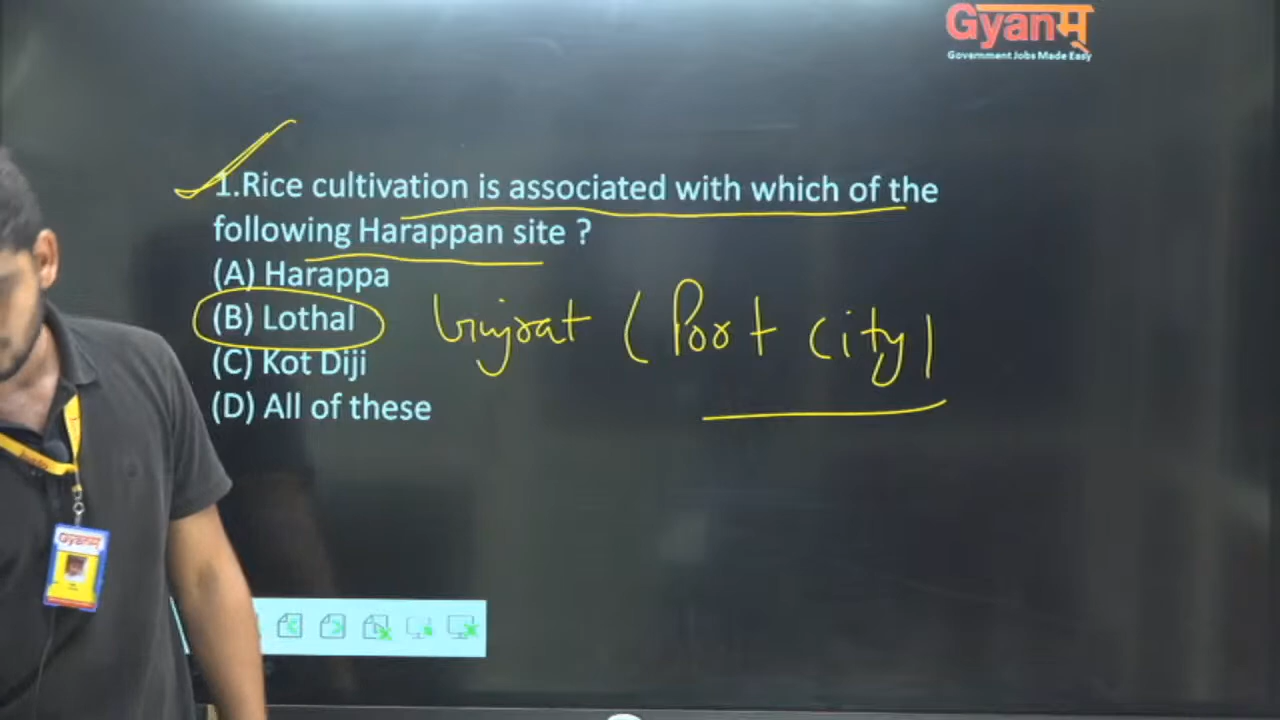 Gyanम्
Government Jobs Made Easy
1.Rice cultivation is associated with which of the
following Harappan site ?
(A) Harappa
(B) Lothal
Gujrat (Port City)
(C) Kot Diji
(D) All of these
Gyanम्